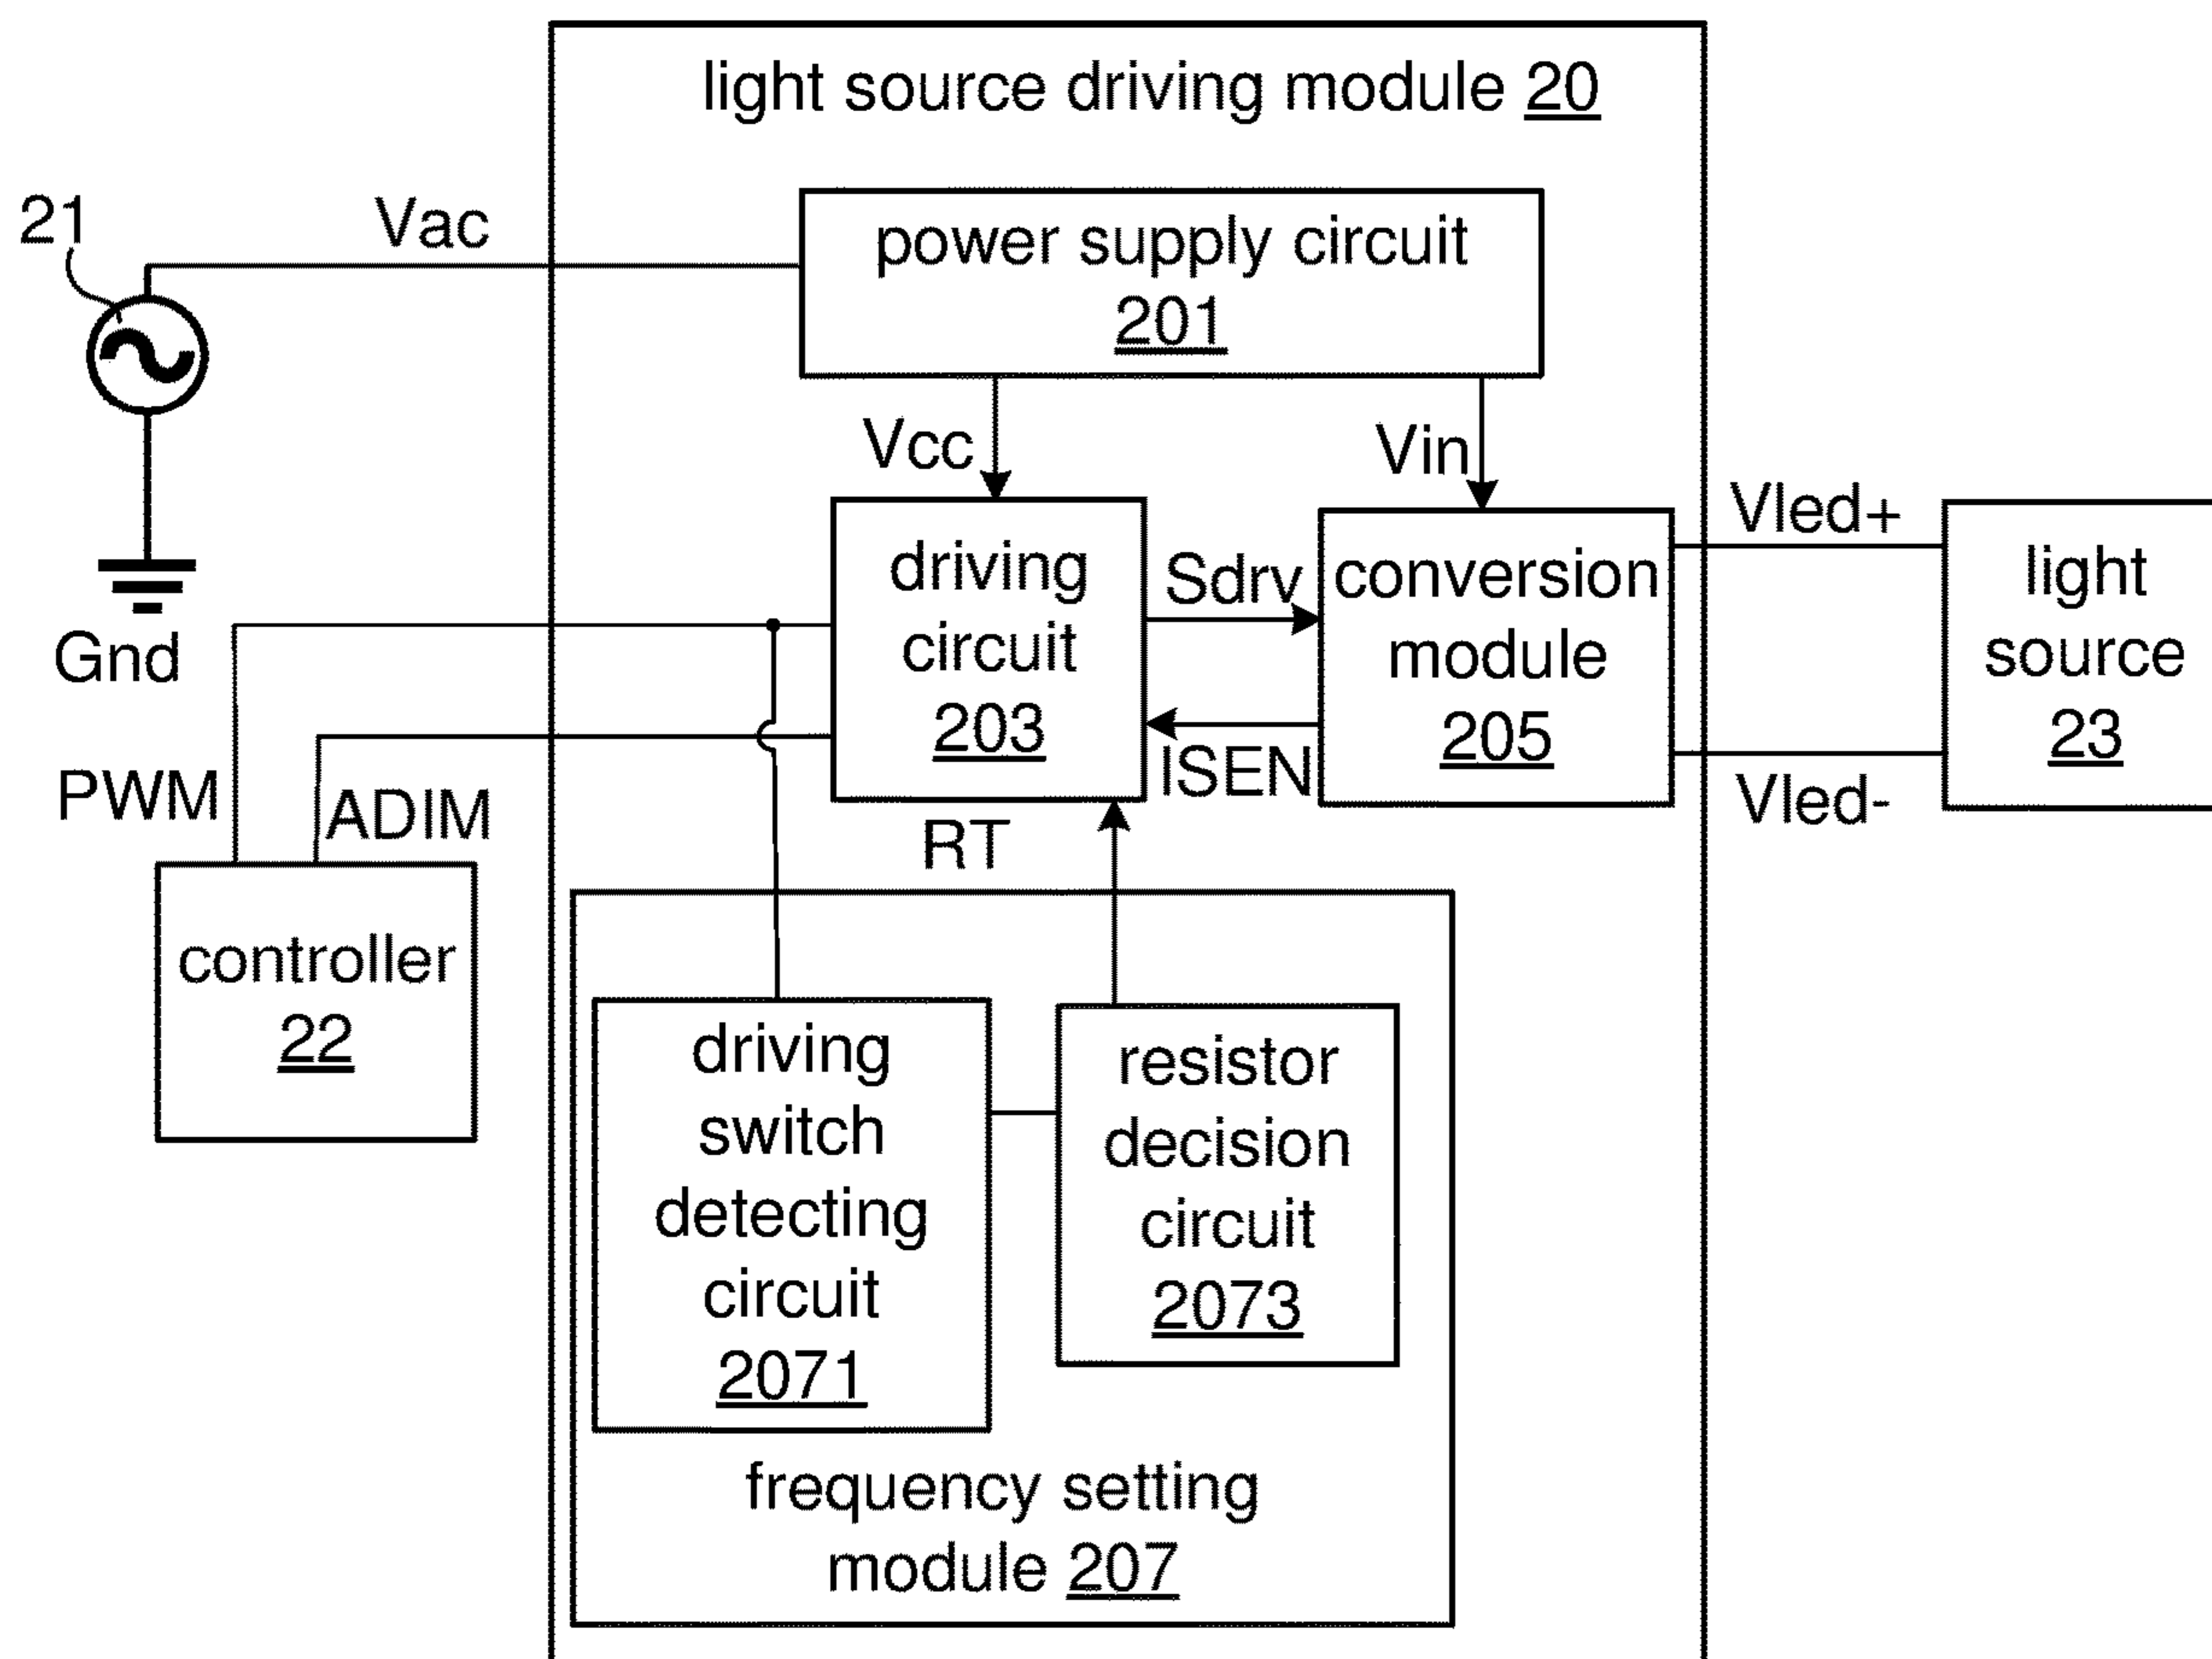 light source driving module 20
21
Vac
power supply circuit
201
Vcc
Vin
Gnd
driving
circuit
203
Sdrv
ISEN
conversion
module
205
Vled+
Vled-
light
source
23
PWM
ADIM
RT
controller
22
driving
switch
detecting
circuit
2071
resistor
decision
circuit
2073
frequency setting
module 207